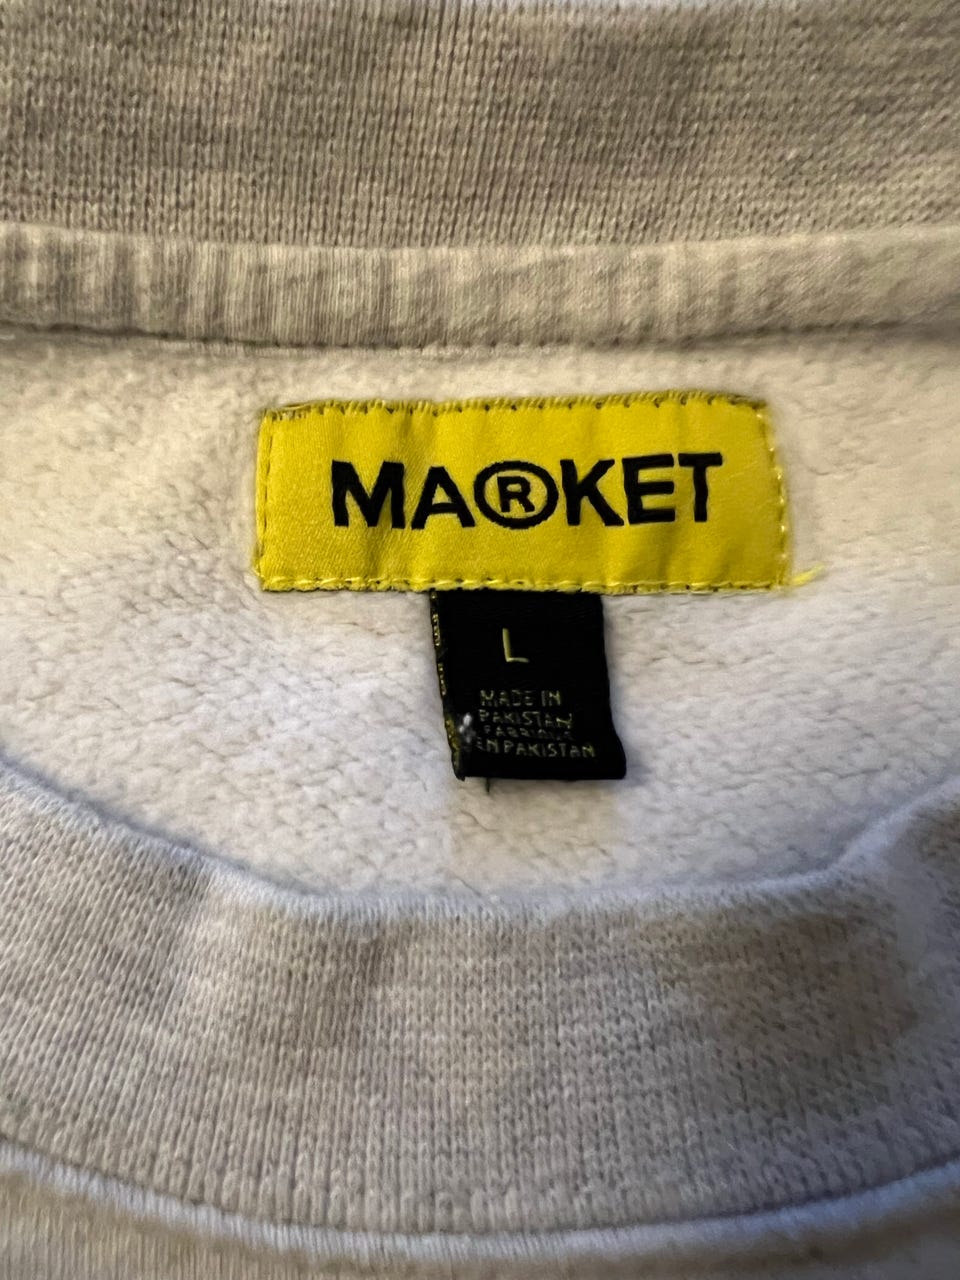 MA®KET
L
MADE IN
PAKISTAN
FABRIQUÉ
EN PAKISTAN